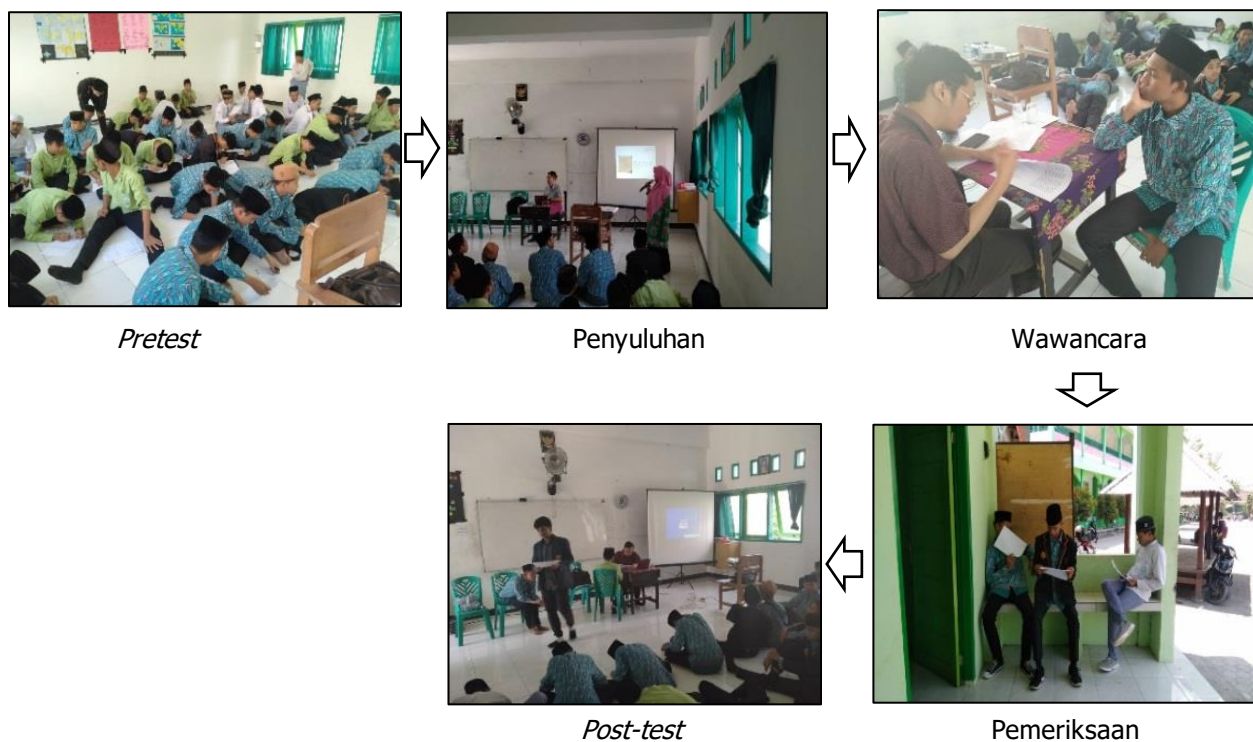 Pretest
Penyuluhan
Wawancara
Pemeriksaan
Post-test